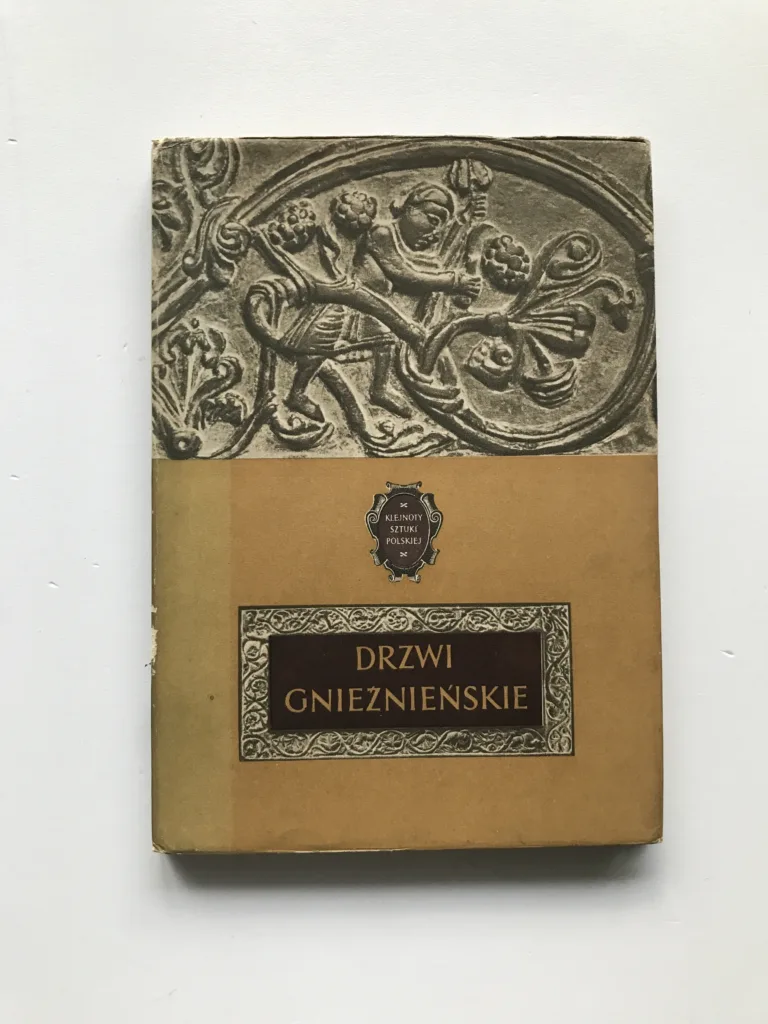 KLEJNOTY
SZTUKI
POLSKIEJ
DRZWI
GNIEŹNIEŃSKIE